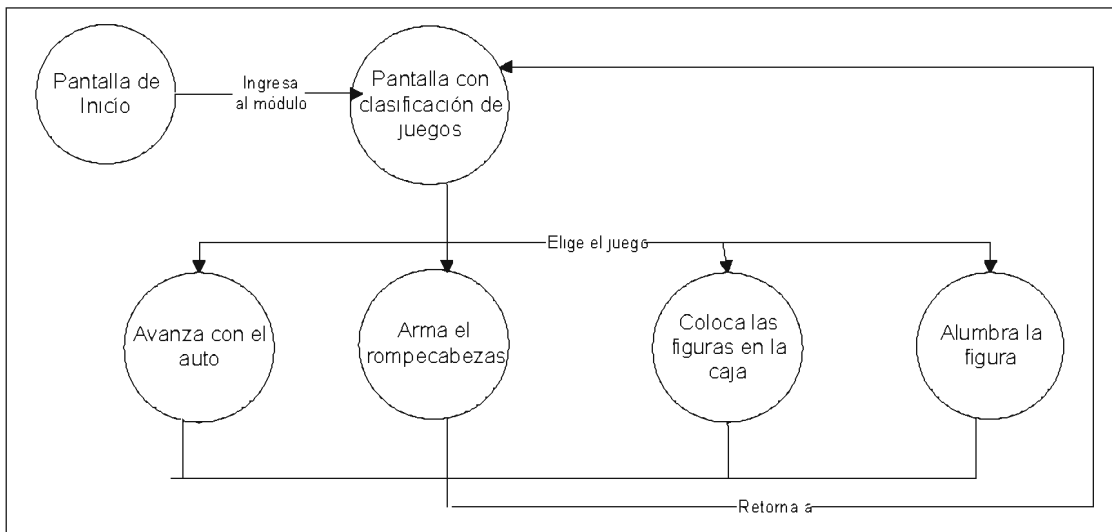 Pantalla de
Inicio
Ingresa
al módulo
Pantalla con
clasificación de
juegos
Elige el juego
Avanza con el
auto
Arma el
rompecabezas
Coloca las
figuras en la
caja
Alumbra la
figura
Retorna a